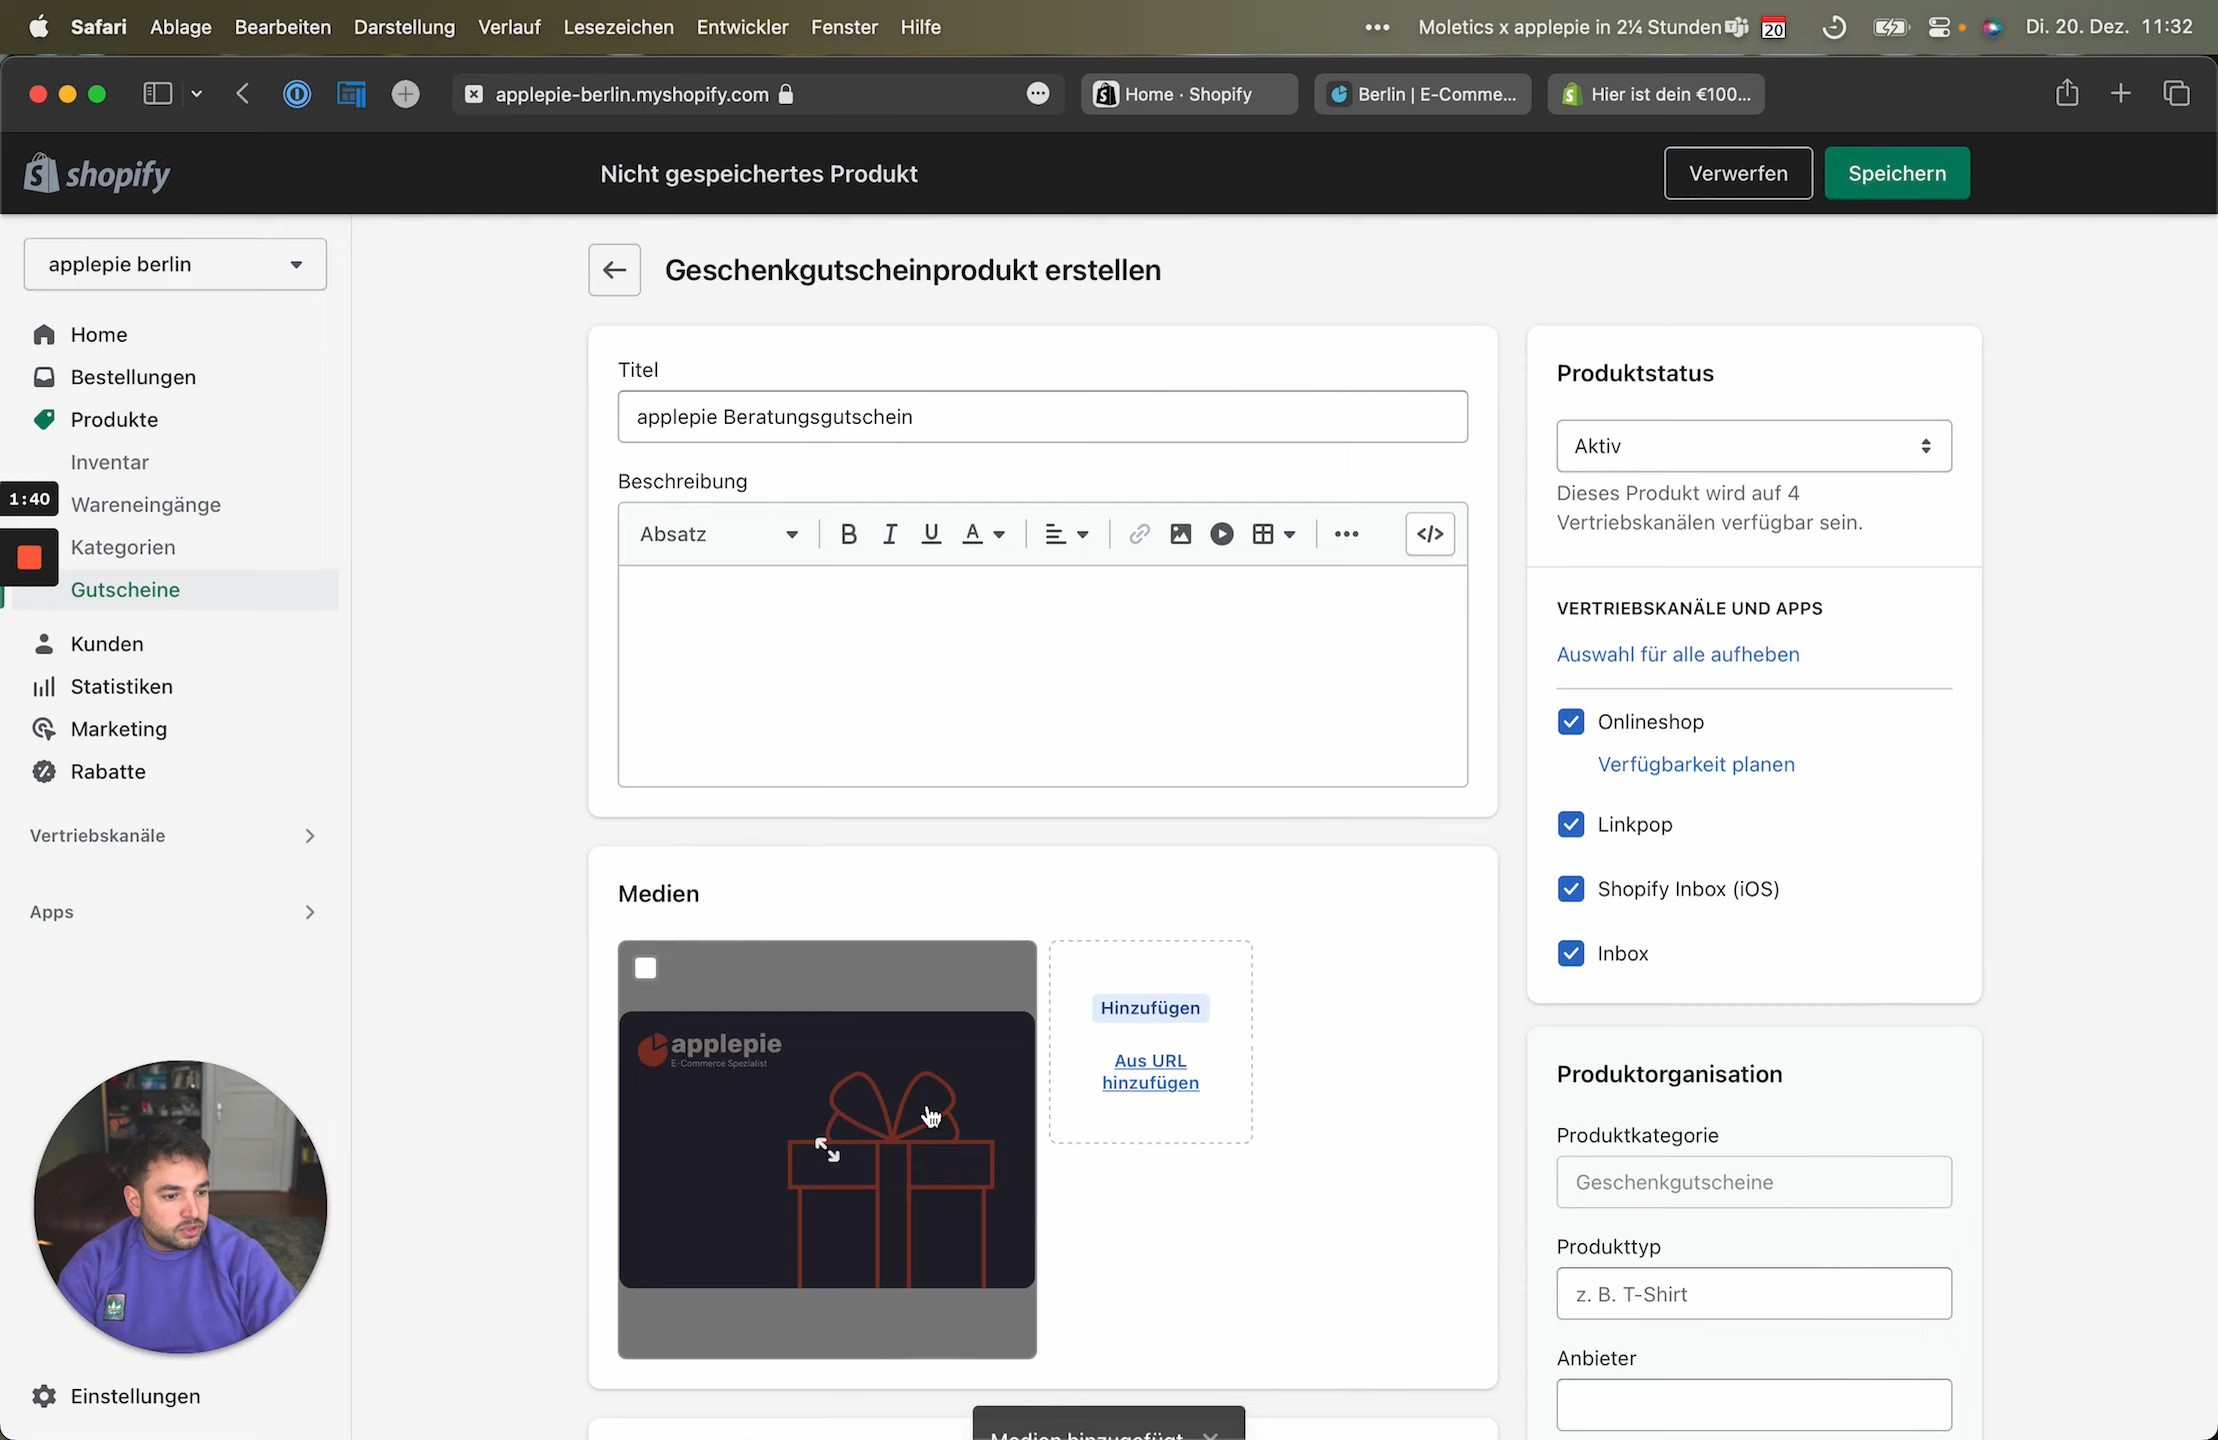 Safari Ablage Bearbeiten Darstellung Verlauf Lesezeichen Entwickler Fenster Hilfe
Moletics x applepie in 2¼ Stunden 20 Di. 20. Dez. 11:32
applepie-berlin.myshopify.com Home · Shopify Berlin | E-Comme... Hier ist dein €100...
shopify Nicht gespeichertes Produkt Verwerfen Speichern
applepie berlin
Home
Bestellungen
Produkte
Inventar
1:40
Wareneingänge
Kategorien
Gutscheine
Kunden
Statistiken
Marketing
Rabatte
Vertriebskanäle
Apps
Einstellungen
Geschenkgutscheinprodukt erstellen
Titel
applepie Beratungsgutschein
Beschreibung
Absatz B I U A </>
Medien
applepie
E-Commerce Spezialist
Hinzufügen
Aus URL
hinzufügen
Medien hinzugefügt
Produktstatus
Aktiv
Dieses Produkt wird auf 4
Vertriebskanälen verfügbar sein.
VERTRIEBSKANÄLE UND APPS
Auswahl für alle aufheben
Onlineshop
Verfügbarkeit planen
Linkpop
Shopify Inbox (iOS)
Inbox
Produktorganisation
Produktkategorie
Geschenkgutscheine
Produkttyp
z. B. T-Shirt
Anbieter